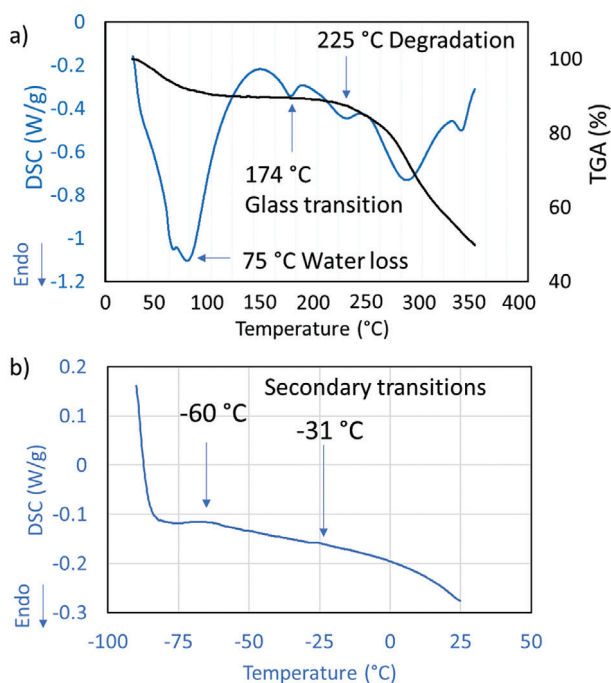 a)
0
-0.2
-0.4
-0.6
-0.8
-1
-1.2
DSC (W/g)
Endo
225 °C Degradation
174 °C
Glass transition
75 °C Water loss
100
80
60
40
TGA (%)
0 50 100 150 200 250 300 350 400
Temperature (°C)
b)
0.2
0.1
0
-0.1
-0.2
-0.3
DSC (W/g)
Endo
Secondary transitions
-60 °C
-31 °C
-100 -75 -50 -25 0 25 50
Temperature (°C)